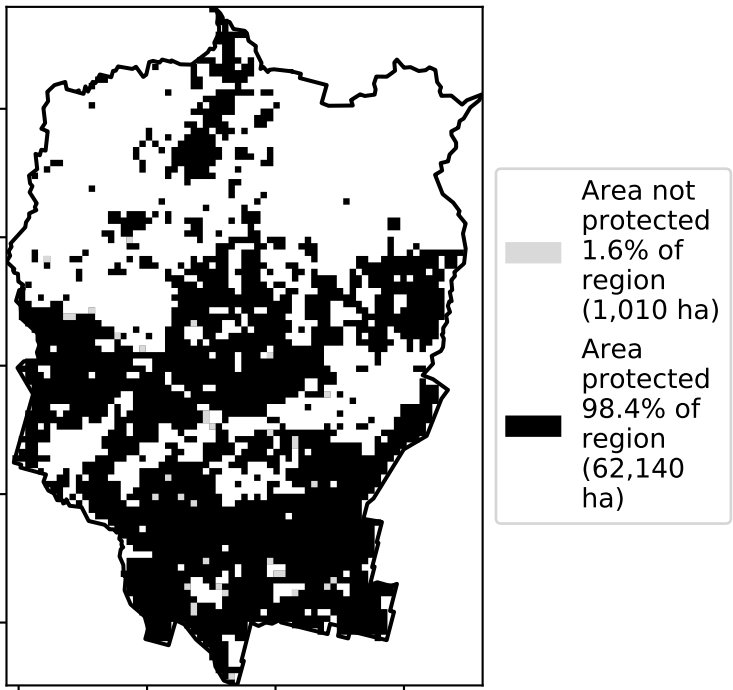 Area not
protected
1.6% of
region
(1,010 ha)
Area
protected
98.4% of
region
(62,140
ha)